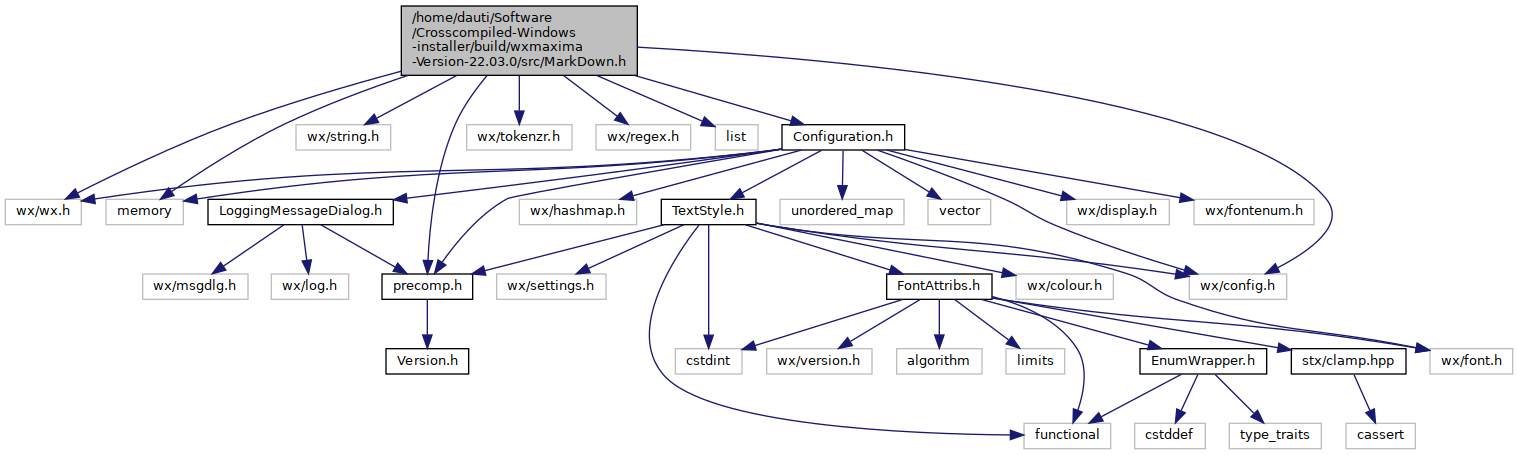 /home/dauti/Software
/Crosscompiled-Windows
-installer/build/wxmaxima
-Version-22.03.0/src/MarkDown.h
wx/string.h
wx/tokenzr.h
wx/regex.h
list
Configuration.h
wx/wx.h
memory
LoggingMessageDialog.h
wx/hashmap.h
TextStyle.h
unordered_map
vector
wx/display.h
wx/fontenum.h
wx/msgdlg.h
wx/log.h
precomp.h
wx/settings.h
FontAttribs.h
wx/colour.h
wx/config.h
Version.h
cstdint
wx/version.h
algorithm
limits
EnumWrapper.h
stx/clamp.hpp
wx/font.h
functional
cstddef
type_traits
cassert